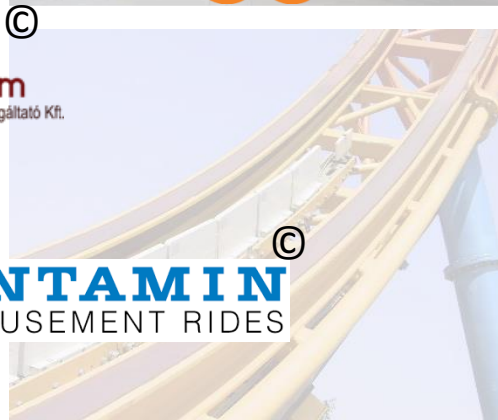 ©
m
gáltató Kft.
©
NTAMIN
USEMENT RIDES